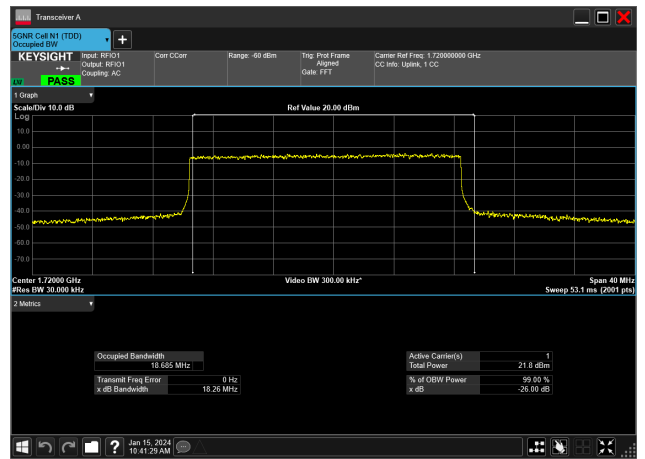 Transceiver A
5GNR Cell N1 (TDD)
Occupied BW
KEYSIGHT Input: RFIO1 Corr CCorr Range: -60 dBm Trig: Prot Frame Carrier Ref Freq: 1.720000000 GHz
Output: RFIO1 Aligned CC Info: Uplink, 1 CC
PASS Coupling: AC Gate: FFT
1 Graph
Scale/Div 10.0 dB Ref Value 20.00 dBm
Log
10.0
0.00
-10.0
-20.0
-30.0
-40.0
-50.0
-60.0
-70.0
Center 1.72000 GHz Video BW 300.00 kHz* Span 40 MHz
#Res BW 30.000 kHz Sweep 53.1 ms (2001 pts)
2 Metrics
Occupied Bandwidth Active Carrier(s) 1
18.685 MHz Total Power 21.8 dBm
Transmit Freq Error 0 Hz % of OBW Power 99.00 %
x dB Bandwidth 18.26 MHz x dB -26.00 dB
? Jan 15, 2024
10:41:29 AM